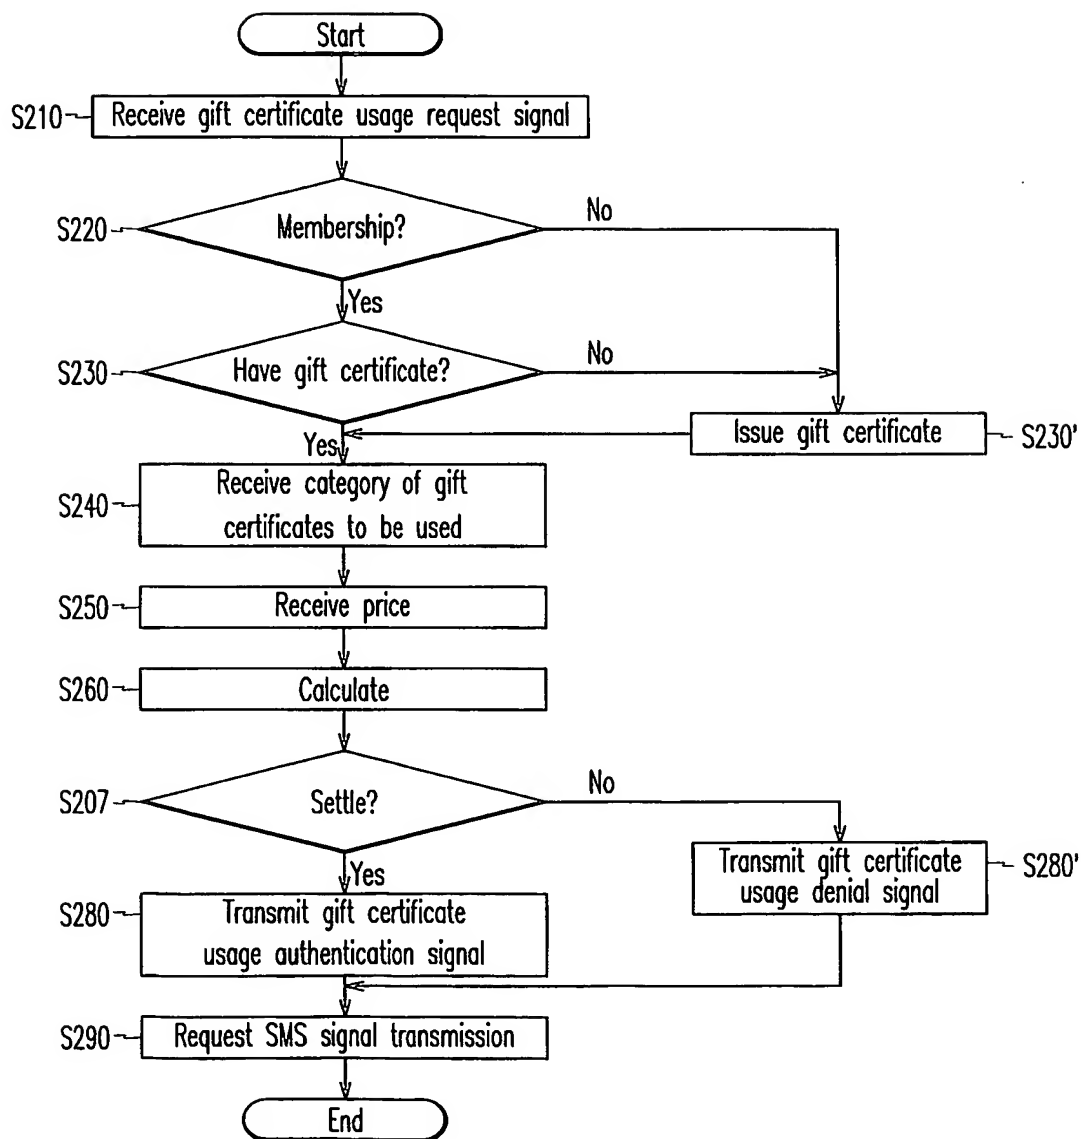 Start
S210
Receive gift certificate usage request signal
S220
Membership?
No
Yes
S230
Have gift certificate?
No
Yes
Issue gift certificate
S230'
S240
Receive category of gift
certificates to be used
S250
Receive price
S260
Calculate
S207
Settle?
No
Yes
Transmit gift certificate
usage denial signal
S280'
S280
Transmit gift certificate
usage authentication signal
S290
Request SMS signal transmission
End